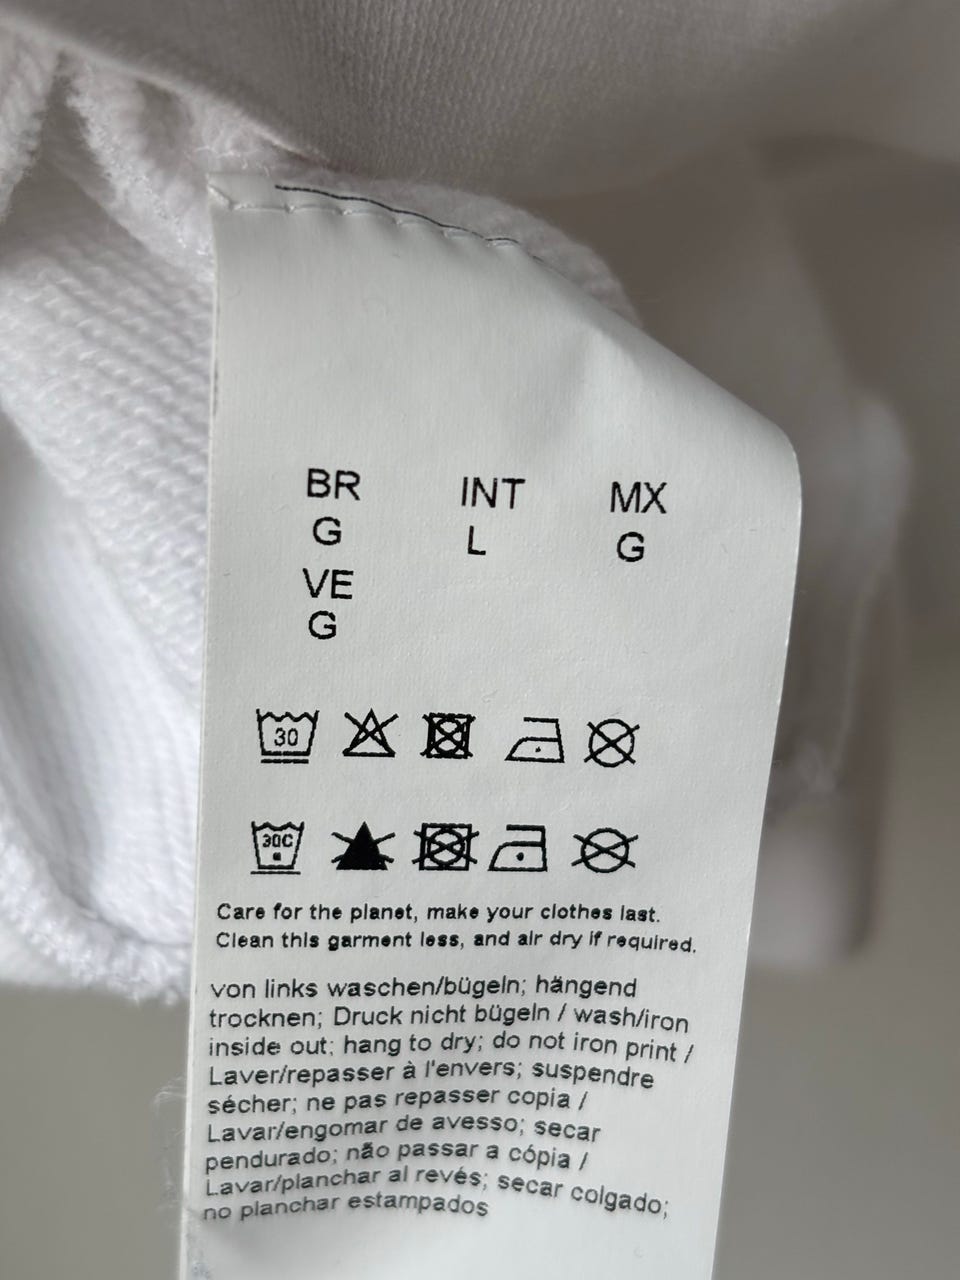 BR INT MX
G L G
VE
G
30
30C
Care for the planet, make your clothes last.
Clean this garment less, and air dry if required.
von links waschen/bügeln; hängend
trocknen; Druck nicht bügeln / wash/iron
inside out; hang to dry; do not iron print /
Laver/repasser à l'envers; suspendre
sécher; ne pas repasser copia /
Lavar/engomar de avesso; secar
pendurado; não passar a cópia /
Lavar/planchar al revés; secar colgado;
no planchar estampados